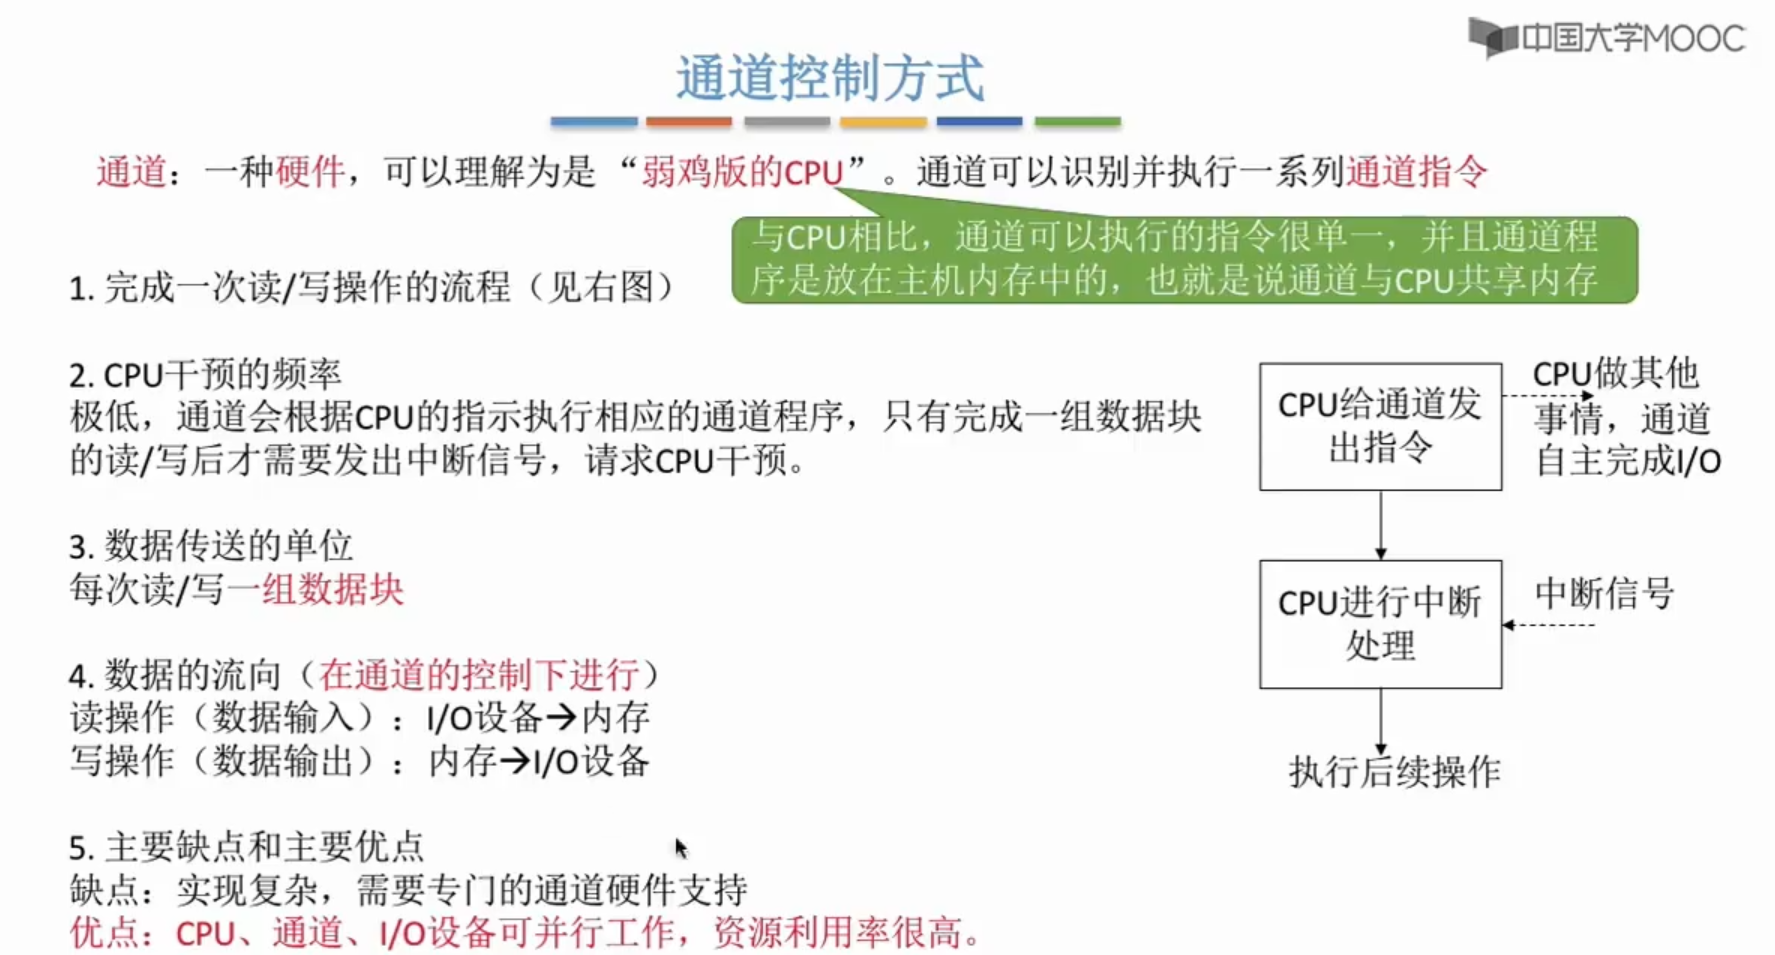 中国大学MOOC
通道控制方式
通道：一种硬件，可以理解为是“弱鸡版的CPU”。通道可以识别并执行一系列通道指令
与CPU相比，通道可以执行的指令很单一，并且通道程
序是放在主机内存中的，也就是说通道与CPU共享内存
1. 完成一次读/写操作的流程（见右图）
2. CPU干预的频率
极低，通道会根据CPU的指示执行相应的通道程序，只有完成一组数据块
的读/写后才需要发出中断信号，请求CPU干预。
3. 数据传送的单位
每次读/写一组数据块
4. 数据的流向（在通道的控制下进行）
读操作（数据输入）：I/O设备→内存
写操作（数据输出）：内存→I/O设备
5. 主要缺点和主要优点
缺点：实现复杂，需要专门的通道硬件支持
优点：CPU、通道、I/O设备可并行工作，资源利用率很高。
CPU给通道发
出指令
CPU做其他
事情，通道
自主完成I/O
CPU进行中断
处理
中断信号
执行后续操作